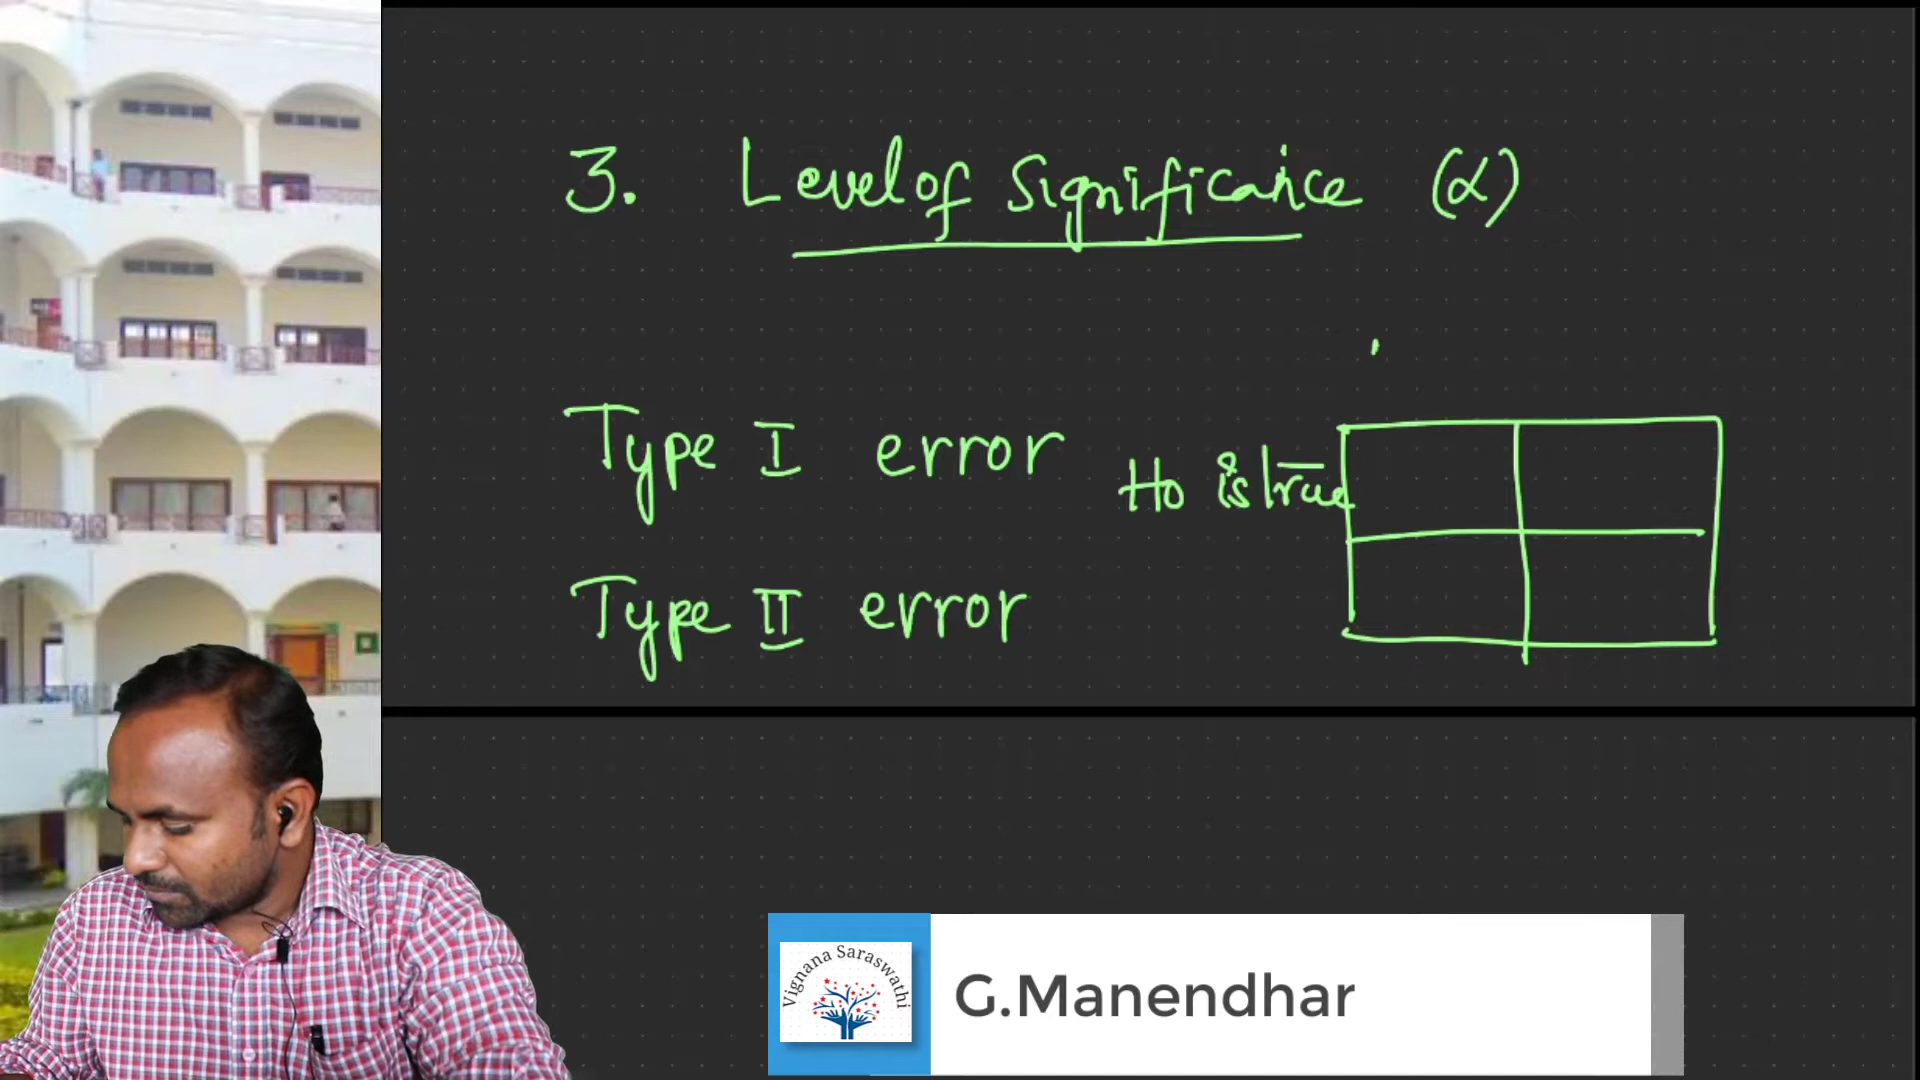 3. Level of Significance (α)
Type I error
Ho is True
Type II error
Vignana Saraswathi
G.Manendhar